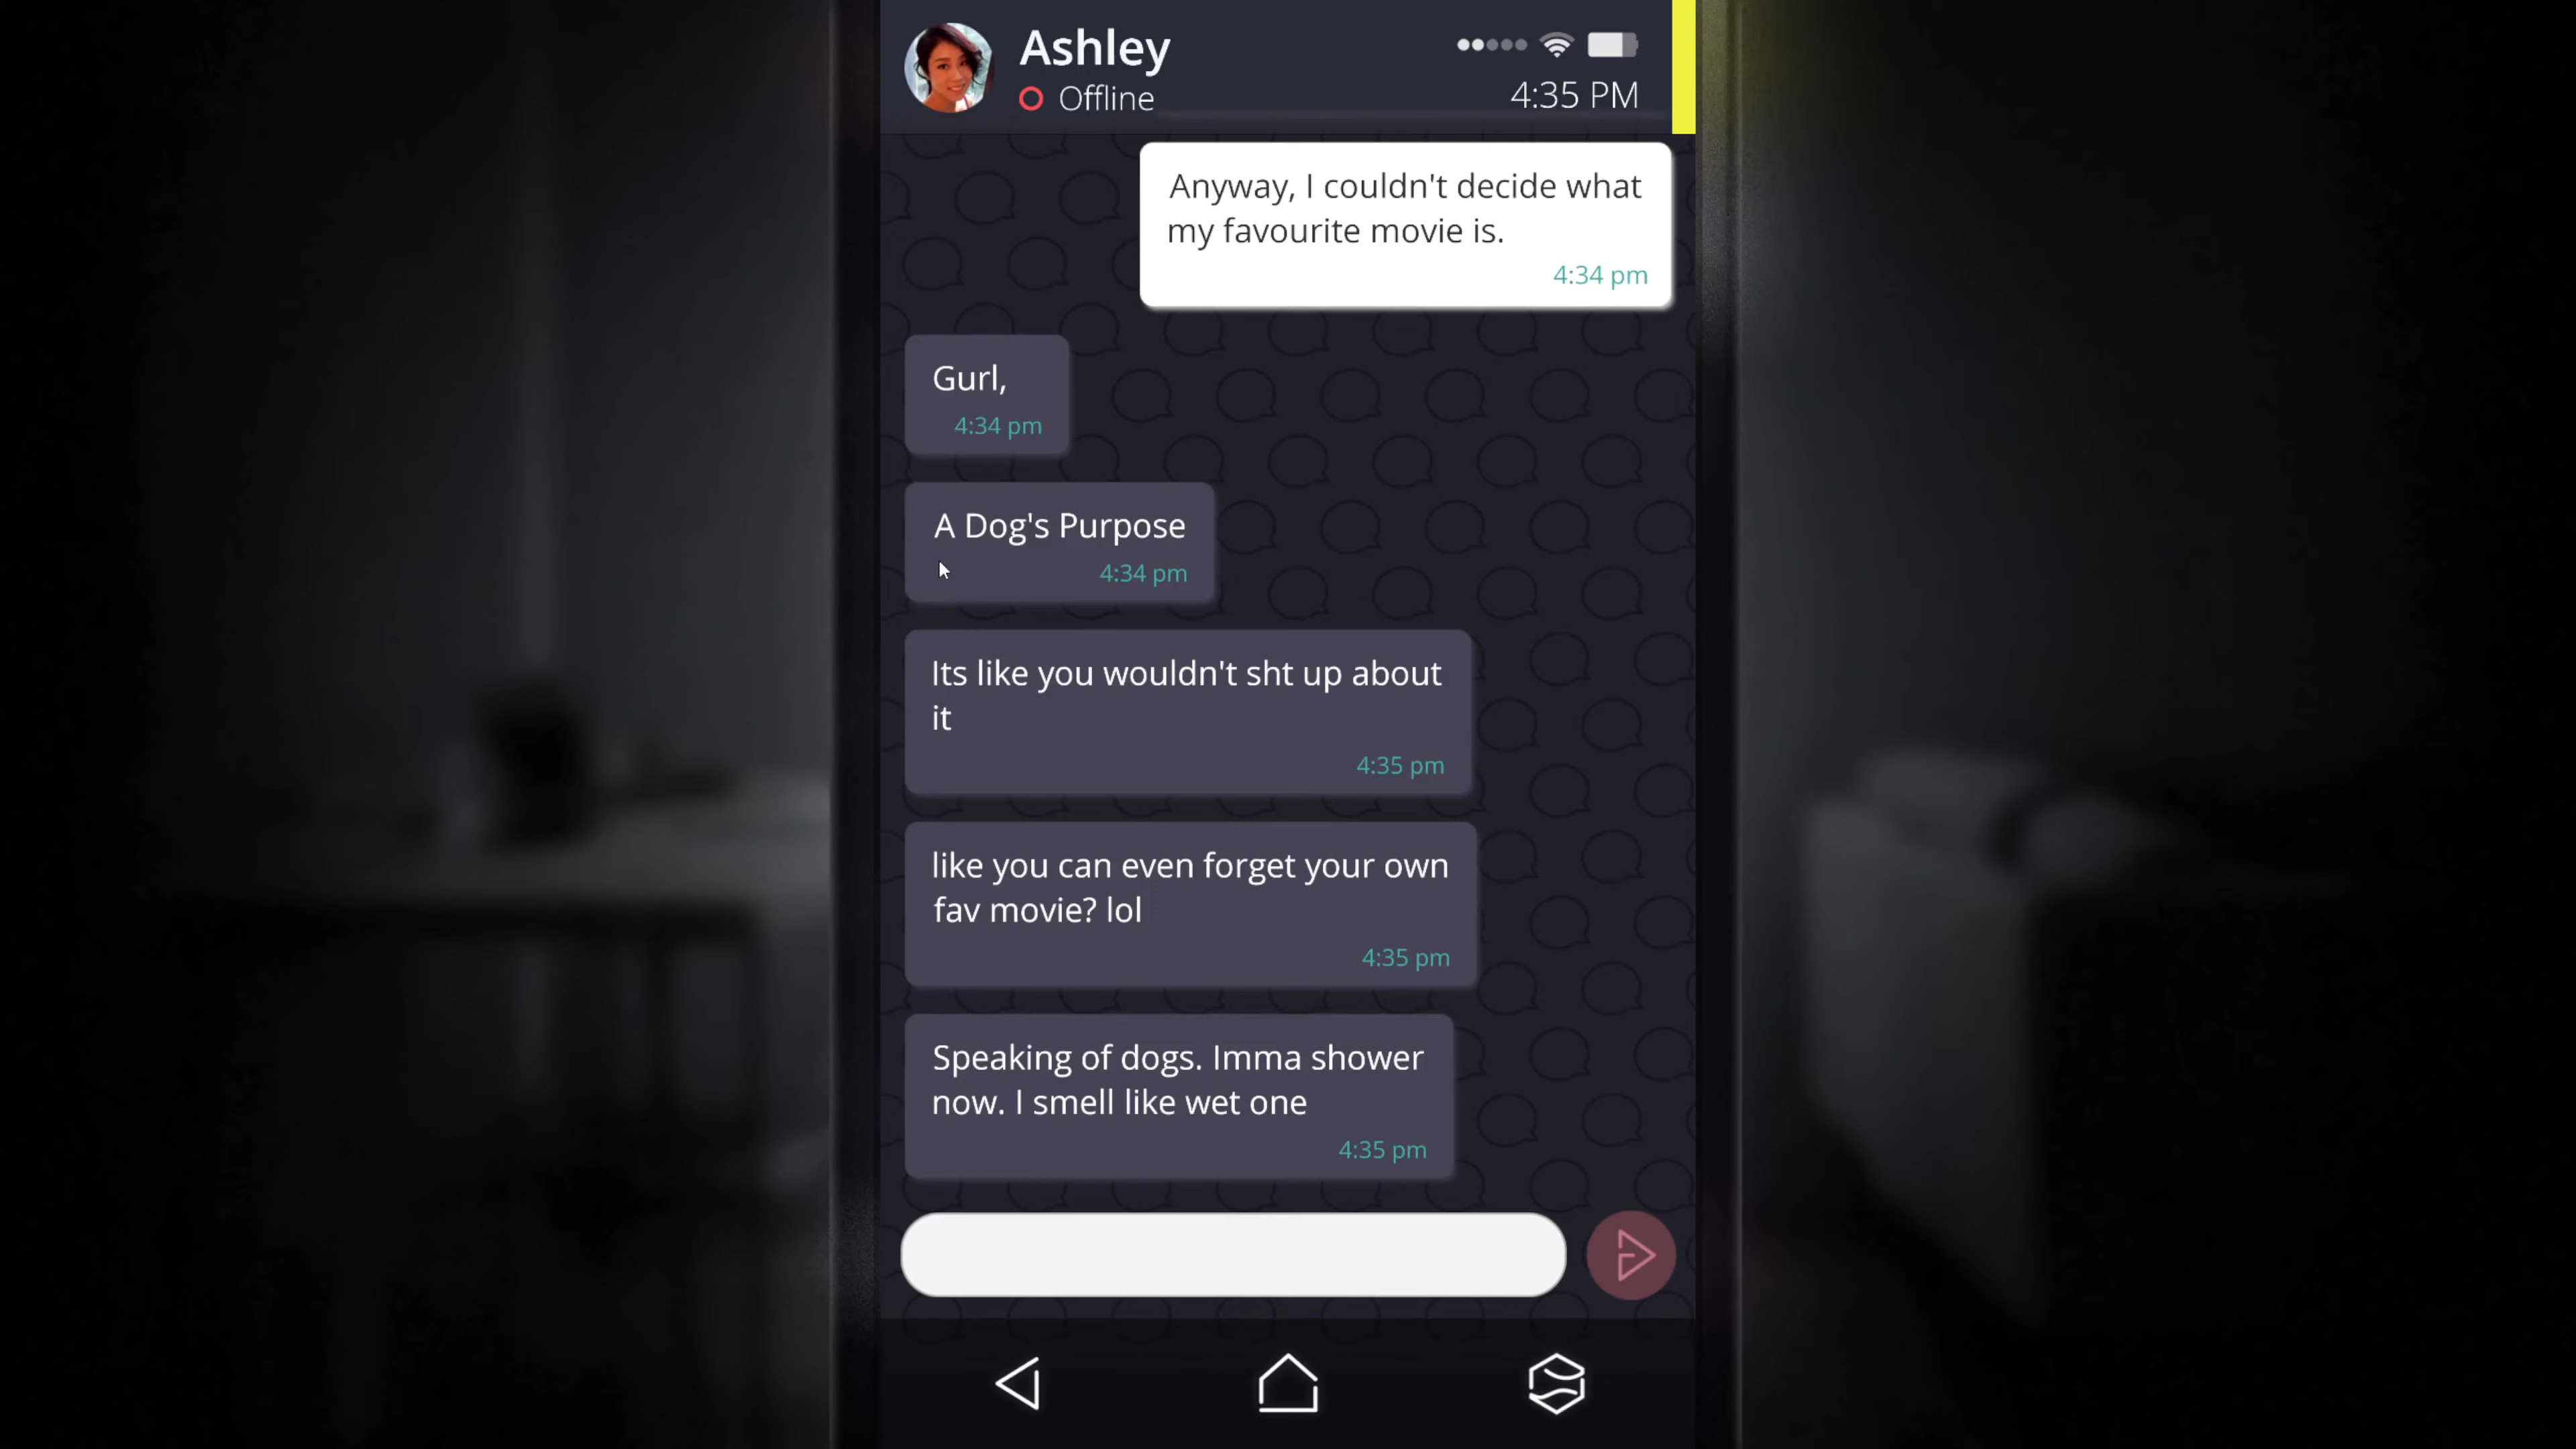 Ashley
Offline
4:35 PM
Anyway, I couldn't decide what
my favourite movie is.
4:34 pm
Gurl,
4:34 pm
A Dog's Purpose
4:34 pm
Its like you wouldn't sht up about
it
4:35 pm
like you can even forget your own
fav movie? lol
4:35 pm
Speaking of dogs. Imma shower
now. I smell like wet one
4:35 pm